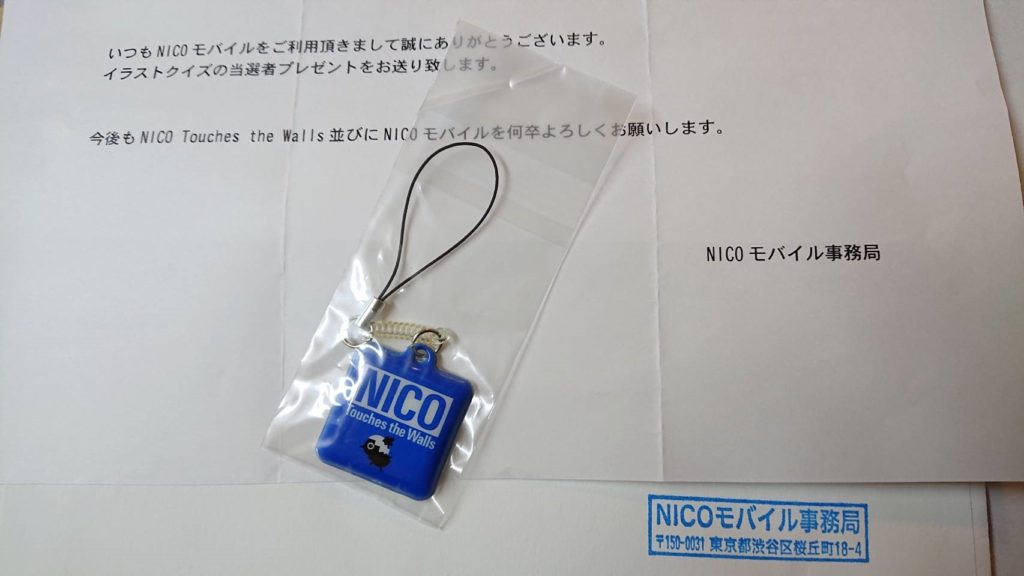 いつもNICOモバイルをご利用頂きまして誠にありがとうございます。
イラストクイズの当選者プレゼントをお送り致します。
今後もNICO Touches the Walls並びにNICOモバイルを何卒よろしくお願いします。
NICOモバイル事務局
NICO
Touches the Walls
NICOモバイル事務局
〒150-0031 東京都渋谷区桜丘町18-4